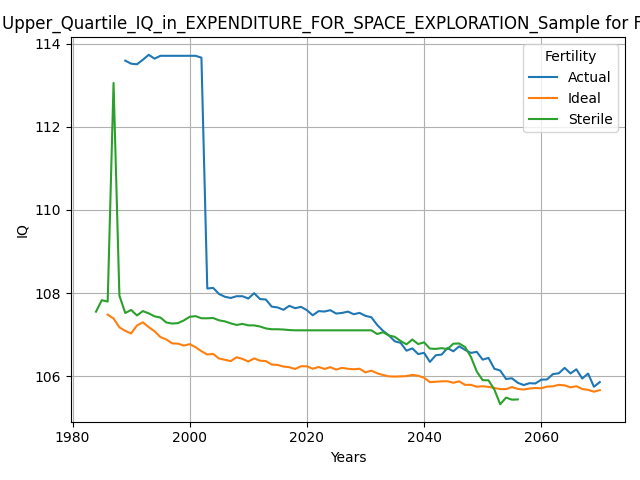 Upper_Quartile_IQ_in_EXPENDITURE_FOR_SPACE_EXPLORATION_Sample for F
114
112
110
108
106
IQ
Fertility
Actual
Ideal
Sterile
1980
2000
2020
2040
2060
Years